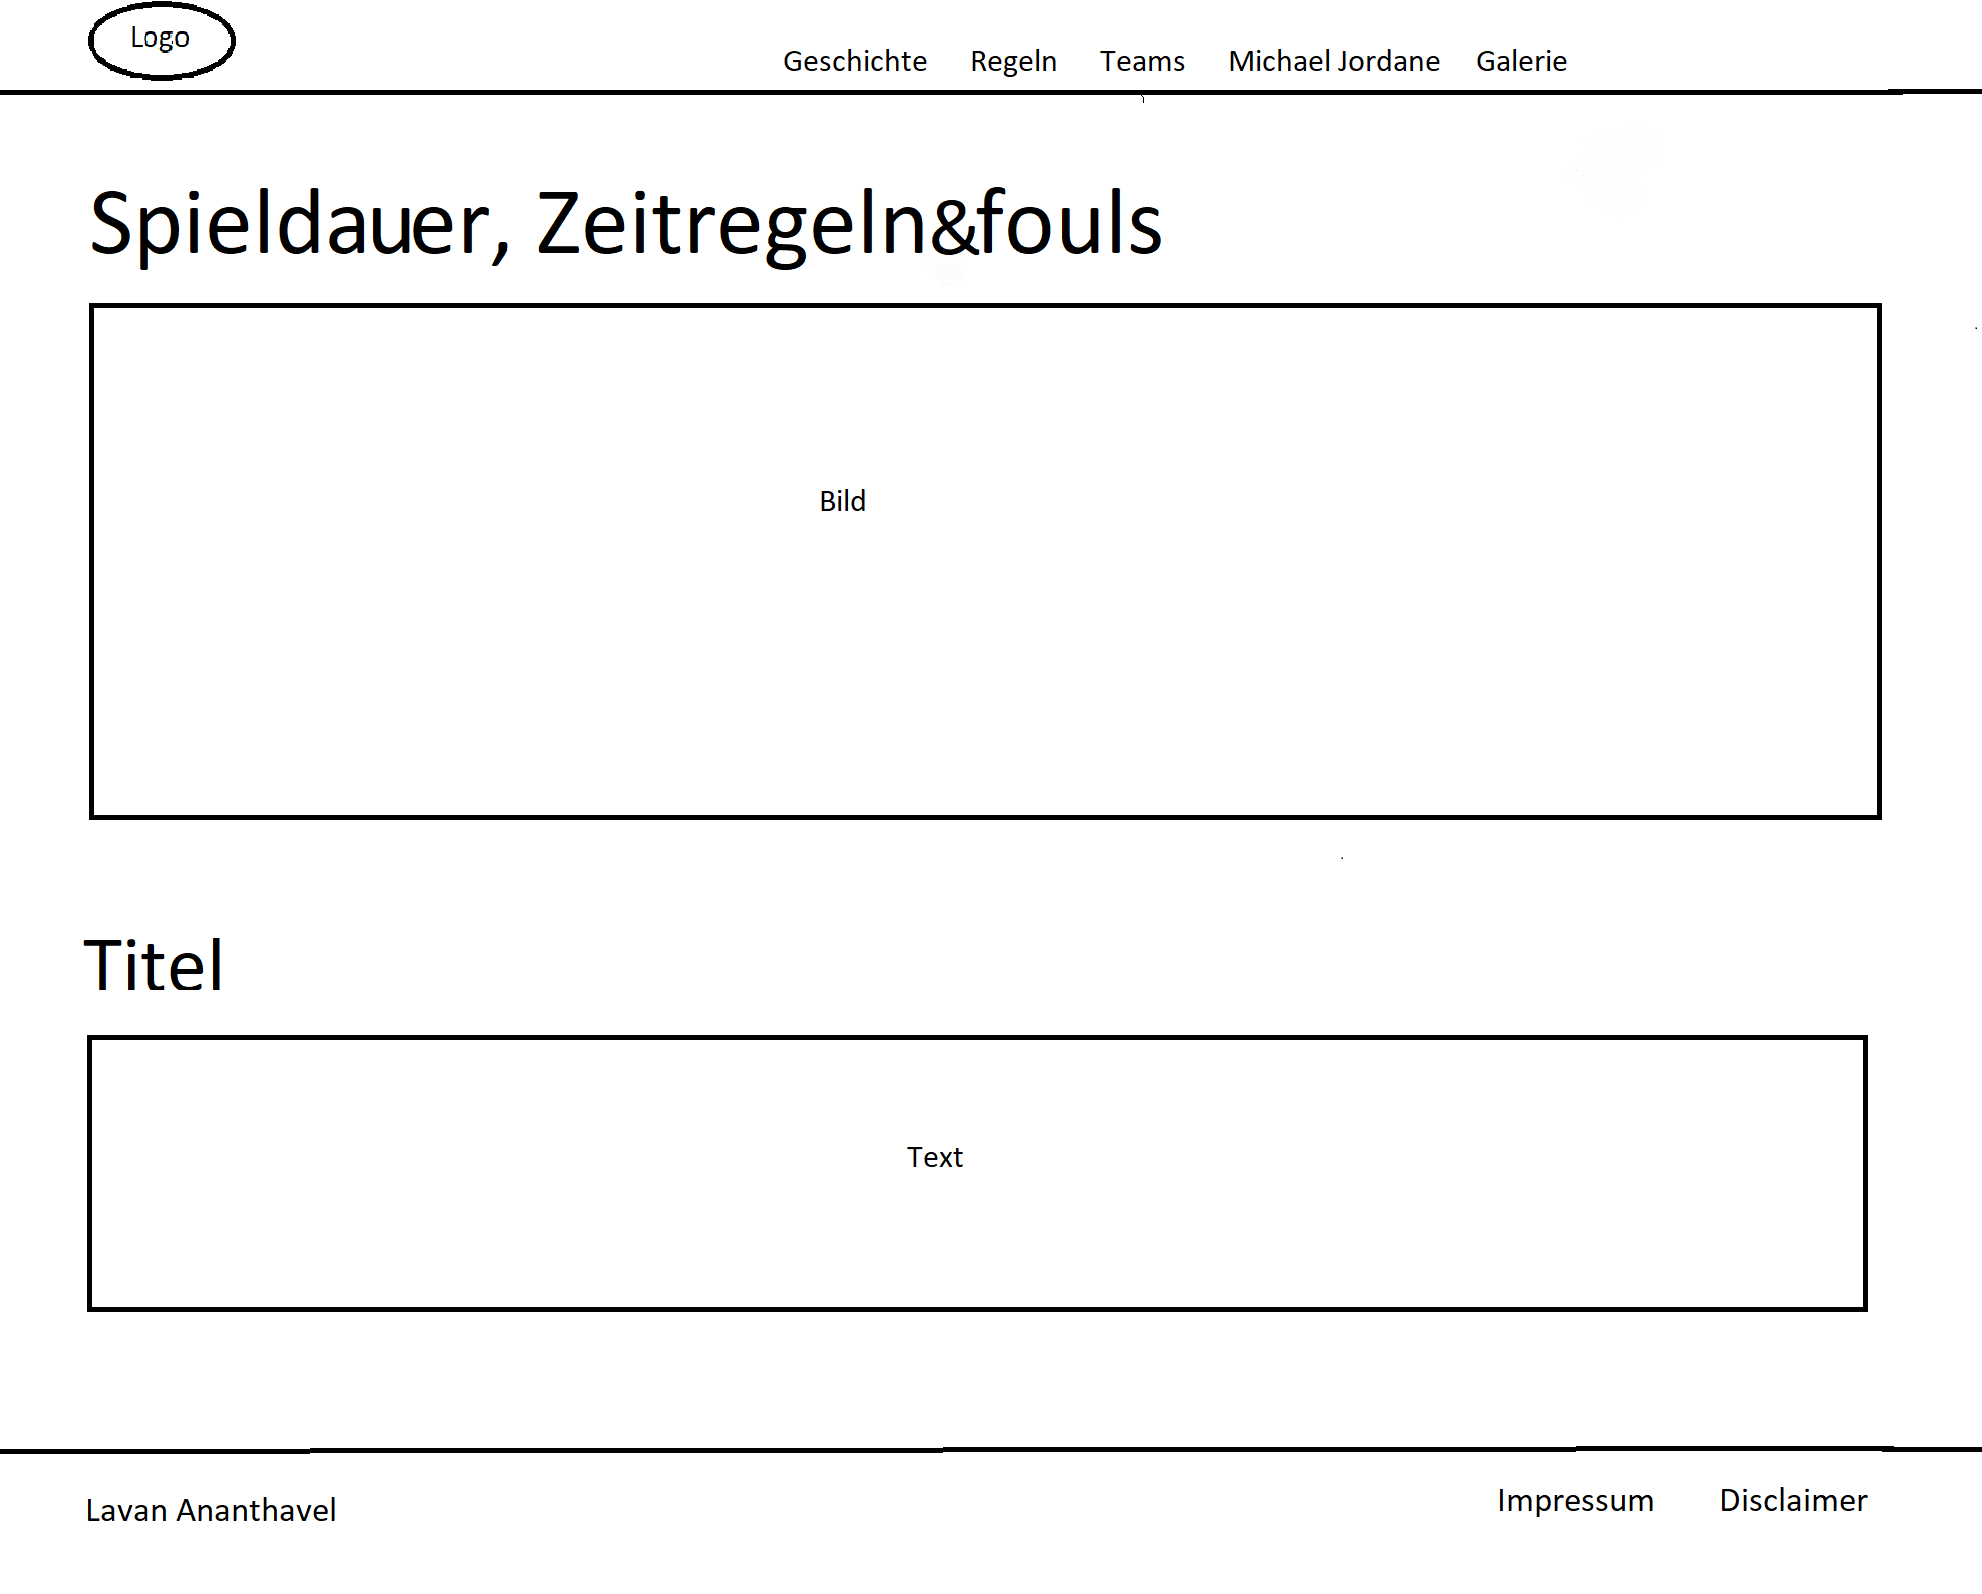 Logo
Geschichte Regeln Teams Michael Jordane Galerie
Spieldauer, Zeitregeln&fouls
Bild
Titel
Text
Lavan Ananthavel
Impressum Disclaimer